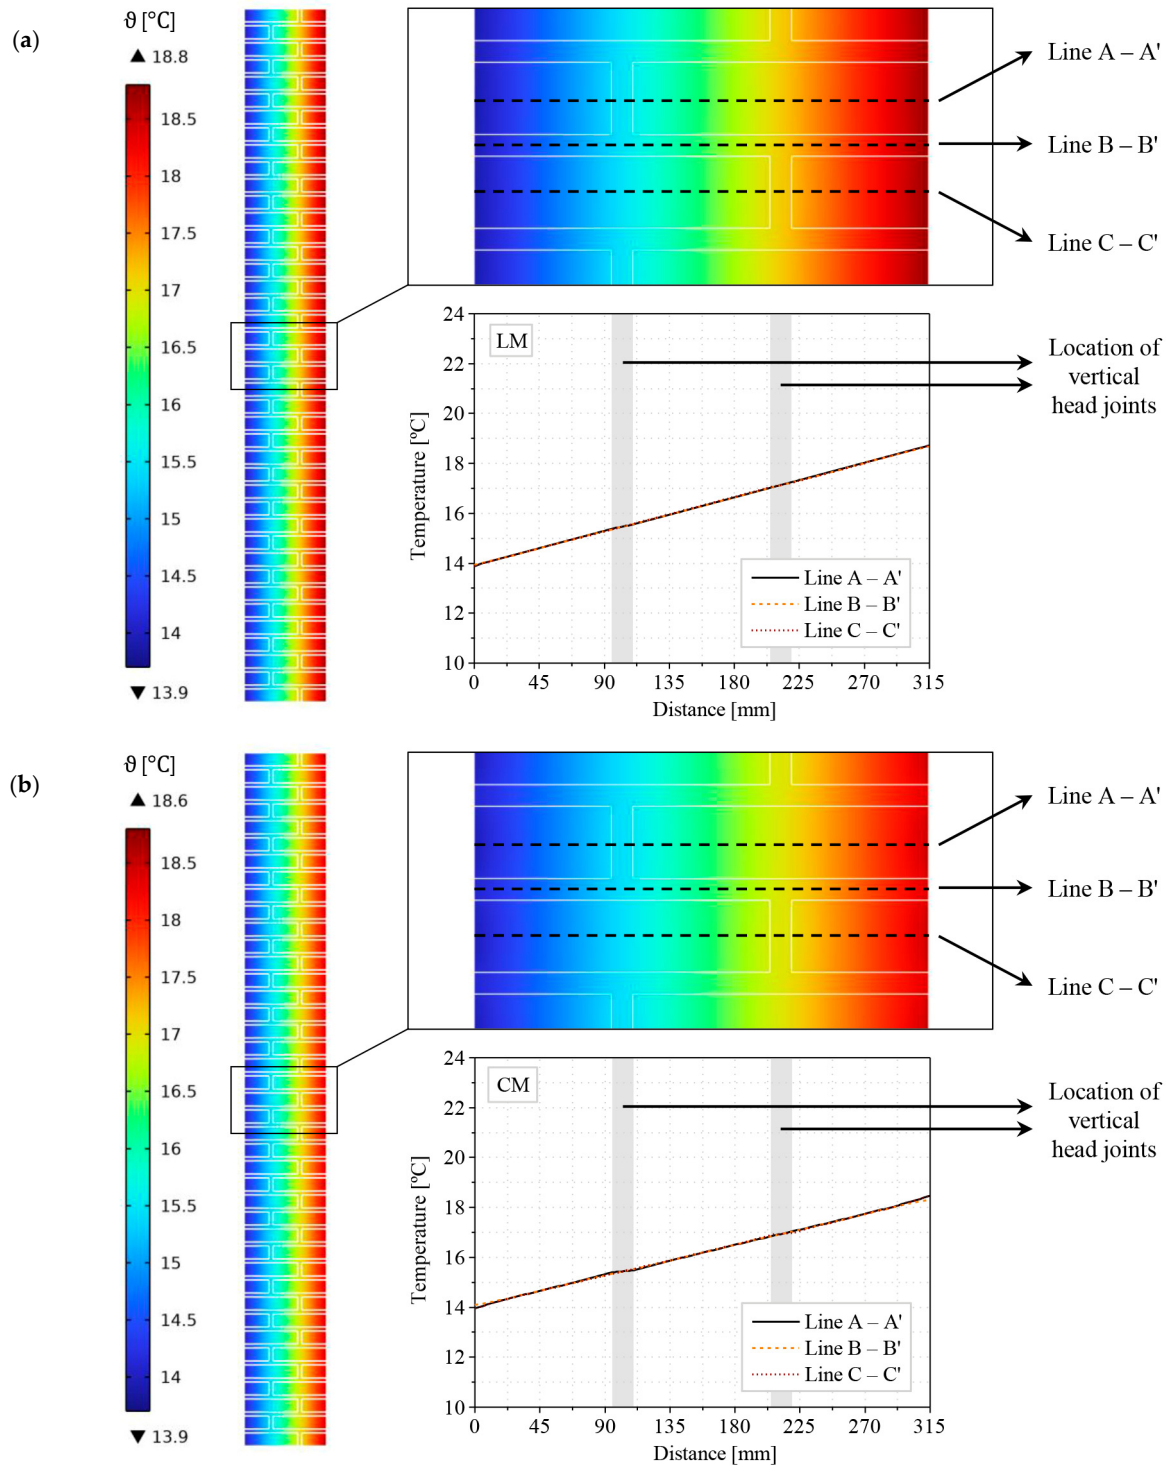 (a)
ϑ [°C]
▲ 18.8
18.5
18
17.5
17
16.5
16
15.5
15
14.5
14
▼ 13.9
Line A – A'
Line B – B'
Line C – C'
LM
Location of
vertical
head joints
Temperature [ºC]
24
22
20
18
16
14
12
10
Line A – A'
Line B – B'
Line C – C'
0 45 90 135 180 225 270 315
Distance [mm]
(b)
ϑ [°C]
▲ 18.6
18.5
18
17.5
17
16.5
16
15.5
15
14.5
14
▼ 13.9
Line A – A'
Line B – B'
Line C – C'
CM
Location of
vertical
head joints
Temperature [ºC]
24
22
20
18
16
14
12
10
Line A – A'
Line B – B'
Line C – C'
0 45 90 135 180 225 270 315
Distance [mm]